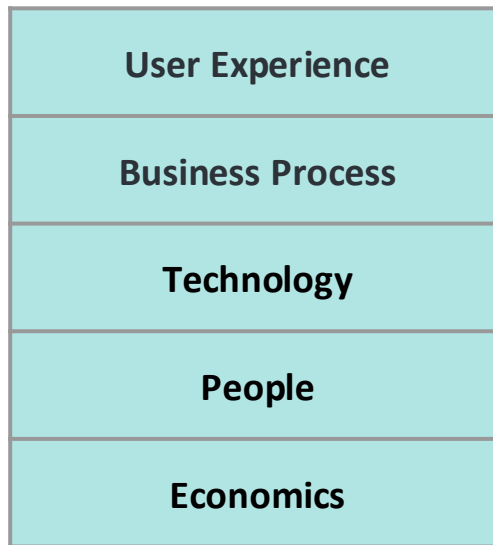 User Experience
Business Process
Technology
People
Economics